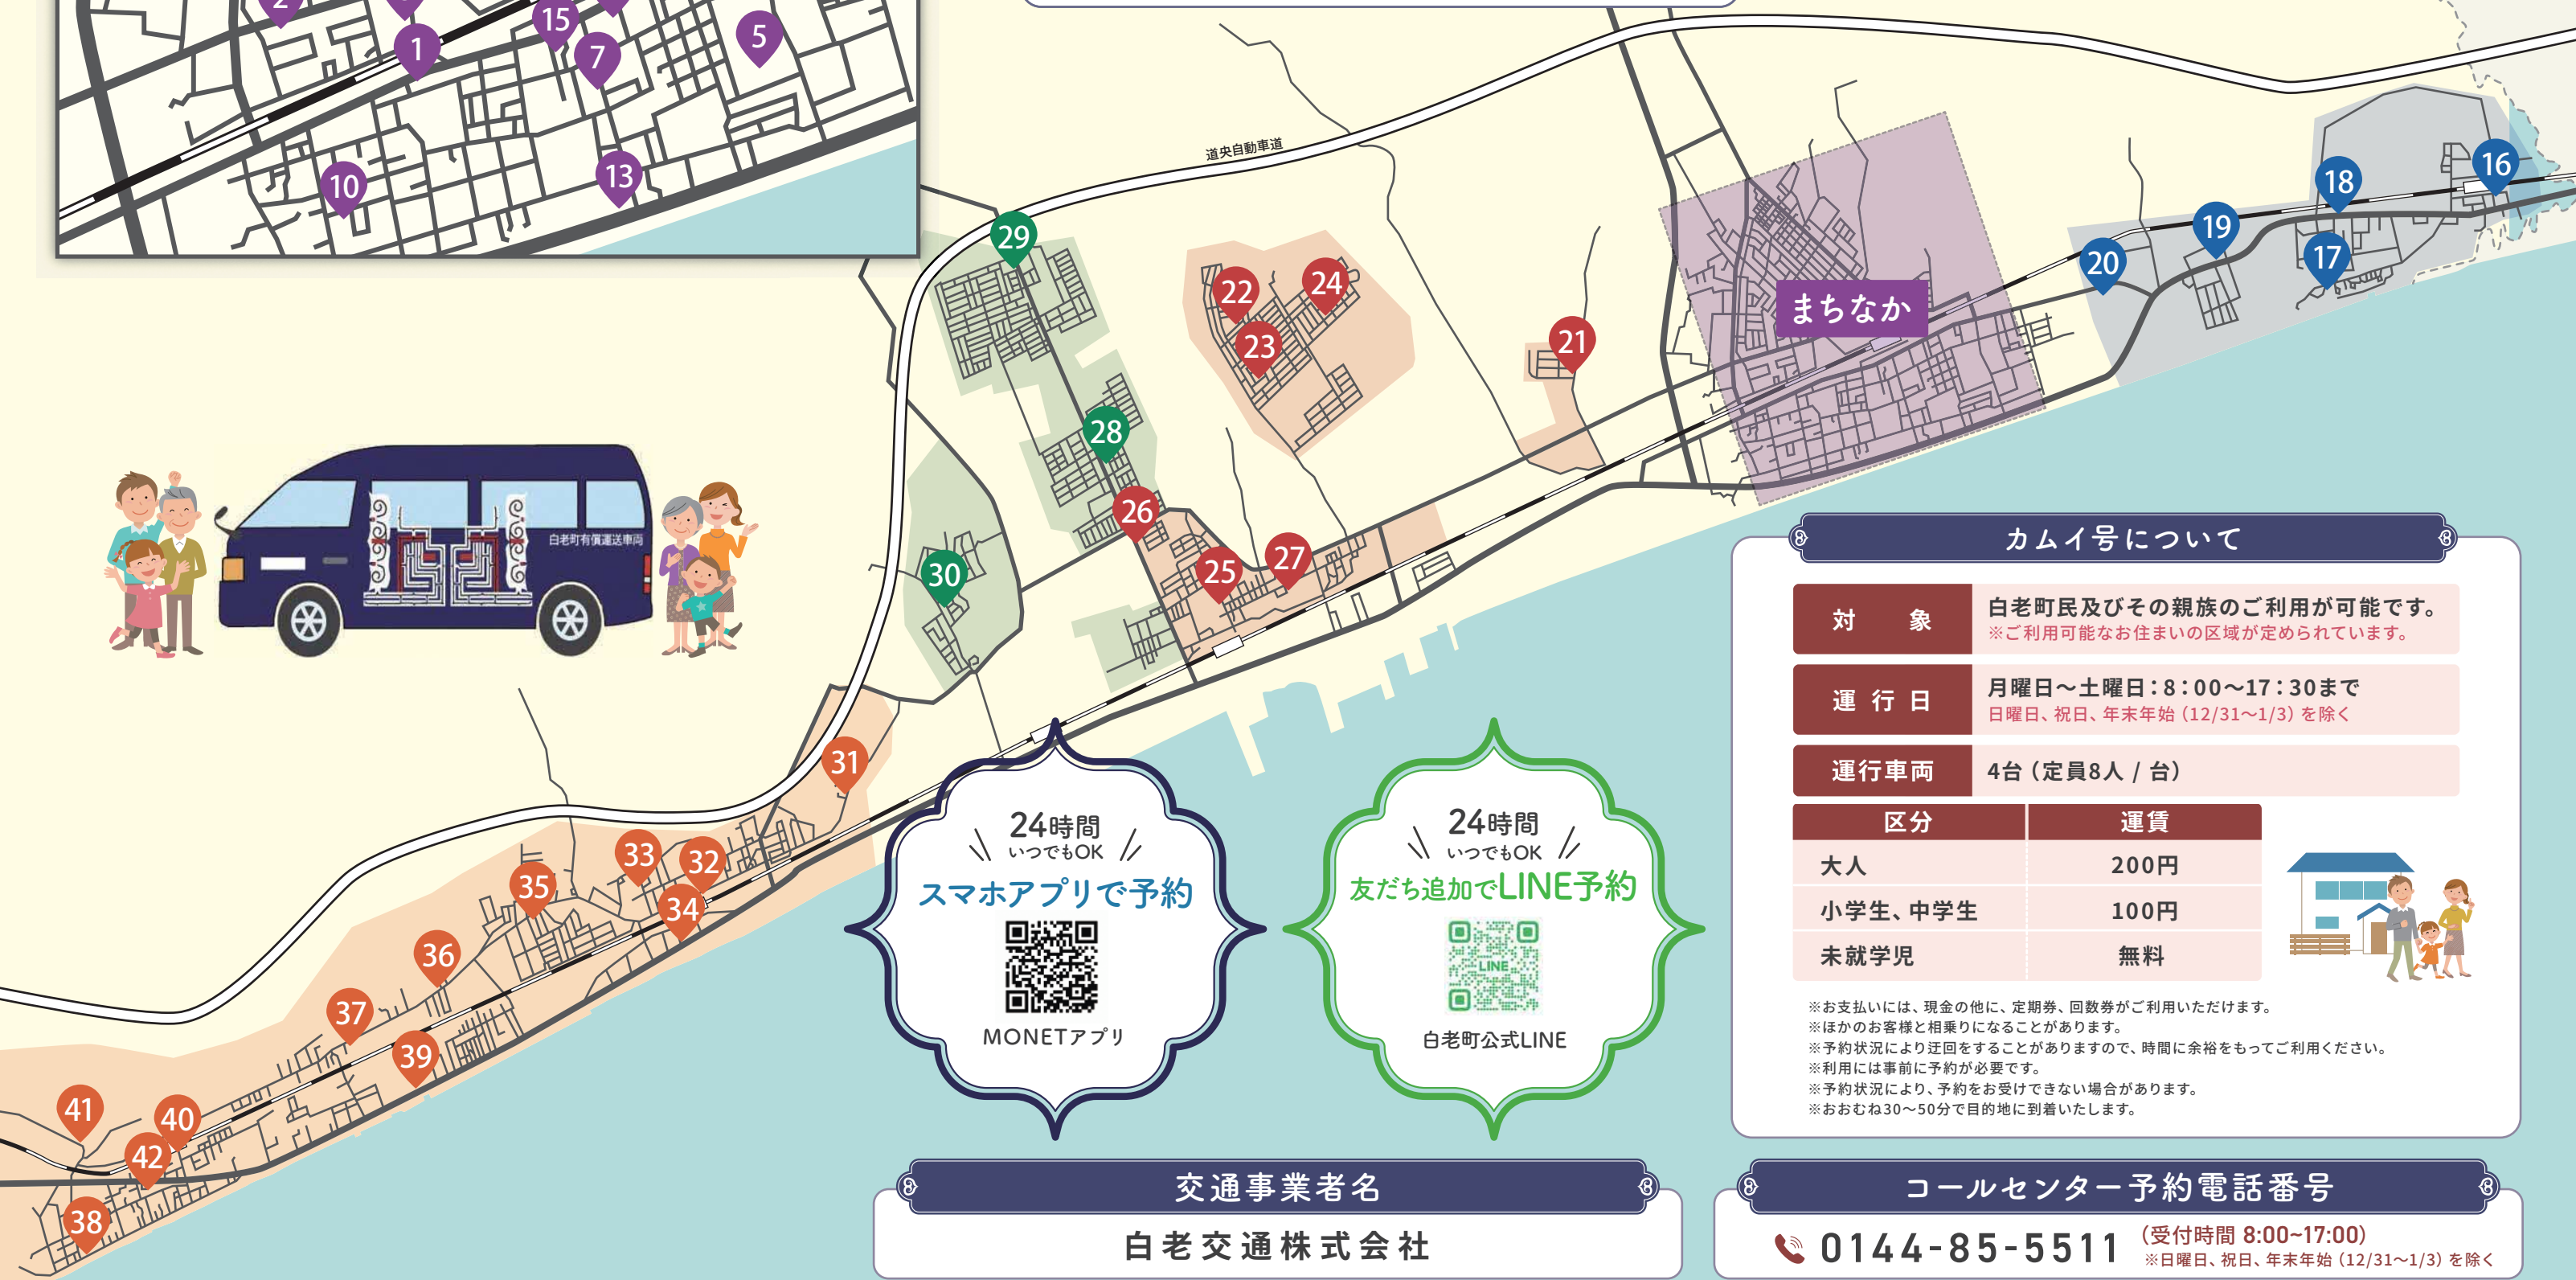 15
1
7
5
10
13
道央自動車道
16
18
19
17
20
まちなか
29
22
24
23
21
28
26
25
27
30
白老町有償運送車両
31
33
32
34
35
36
37
39
41
40
42
38
24時間
いつでもOK
スマホアプリで予約
MONETアプリ
24時間
いつでもOK
友だち追加でLINE予約
LINE
白老町公式LINE
カムイ号について
対 象
白老町民及びその親族のご利用が可能です。
※ご利用可能なお住まいの区域が定められています。
運行日
月曜日～土曜日：8：00～17：30まで
日曜日、祝日、年末年始（12/31～1/3）を除く
運行車両
4台（定員8人 / 台）
区分 運賃
大人 200円
小学生、中学生 100円
未就学児 無料
※お支払いには、現金の他に、定期券、回数券がご利用いただけます。
※ほかのお客様と相乗りになることがあります。
※予約状況により迂回をすることがありますので、時間に余裕をもってご利用ください。
※利用には事前に予約が必要です。
※予約状況により、予約をお受けできない場合があります。
※おおむね30～50分で目的地に到着いたします。
交通事業者名
白老交通株式会社
コールセンター予約電話番号
0144-85-5511
（受付時間 8:00~17:00）
※日曜日、祝日、年末年始（12/31～1/3）を除く